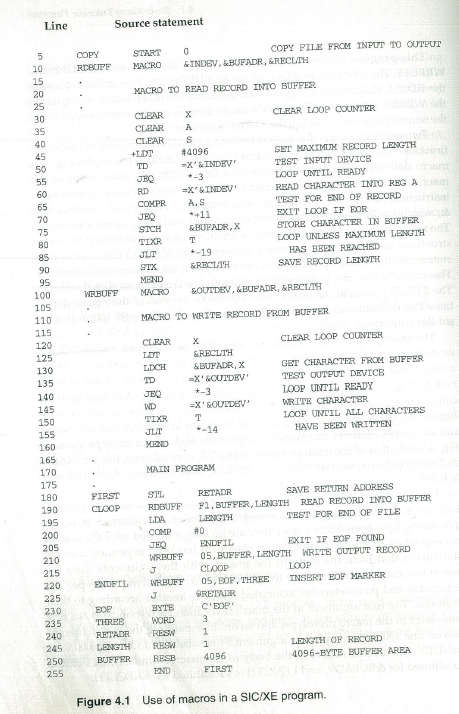 Line Source statement
5 COPY START 0 COPY FILE FROM INPUT TO OUTPUT
10 RDBUFF MACRO &INDEV,&BUFADR,&RECLTH
15 .
20 . MACRO TO READ RECORD INTO BUFFER
25 .
30 CLEAR X CLEAR LOOP COUNTER
35 CLEAR A
40 CLEAR S
45 +LDT #4096 SET MAXIMUM RECORD LENGTH
50 TD =X'&INDEV' TEST INPUT DEVICE
55 JEQ *-3 LOOP UNTIL READY
60 RD =X'&INDEV' READ CHARACTER INTO REG A
65 COMPR A,S TEST FOR END OF RECORD
70 JEQ *+11 EXIT LOOP IF EOR
75 STCH &BUFADR,X STORE CHARACTER IN BUFFER
80 TIXR T LOOP UNLESS MAXIMUM LENGTH
85 JLT *-19 HAS BEEN REACHED
90 STX &RECLTH SAVE RECORD LENGTH
95 MEND
100 WRBUFF MACRO &OUTDEV,&BUFADR,&RECLTH
105 .
110 . MACRO TO WRITE RECORD FROM BUFFER
115 .
120 CLEAR X CLEAR LOOP COUNTER
125 LDT &RECLTH
130 LDCH &BUFADR,X GET CHARACTER FROM BUFFER
135 TD =X'&OUTDEV' TEST OUTPUT DEVICE
140 JEQ *-3 LOOP UNTIL READY
145 WD =X'&OUTDEV' WRITE CHARACTER
150 TIXR T LOOP UNTIL ALL CHARACTERS
155 JLT *-14 HAVE BEEN WRITTEN
160 MEND
165 .
170 . MAIN PROGRAM
175 .
180 FIRST STL RETADR SAVE RETURN ADDRESS
190 CLOOP RDBUFF F1,BUFFER,LENGTH READ RECORD INTO BUFFER
195 LDA LENGTH TEST FOR END OF FILE
200 COMP #0
205 JEQ ENDFIL EXIT IF EOF FOUND
210 WRBUFF 05,BUFFER,LENGTH WRITE OUTPUT RECORD
215 J CLOOP LOOP
220 ENDFIL WRBUFF 05,EOF,THREE INSERT EOF MARKER
225 J @RETADR
230 EOF BYTE C'EOF'
235 THREE WORD 3
240 RETADR RESW 1
245 LENGTH RESW 1 LENGTH OF RECORD
250 BUFFER RESB 4096 4096-BYTE BUFFER AREA
255 END FIRST
Figure 4.1 Use of macros in a SIC/XE program.